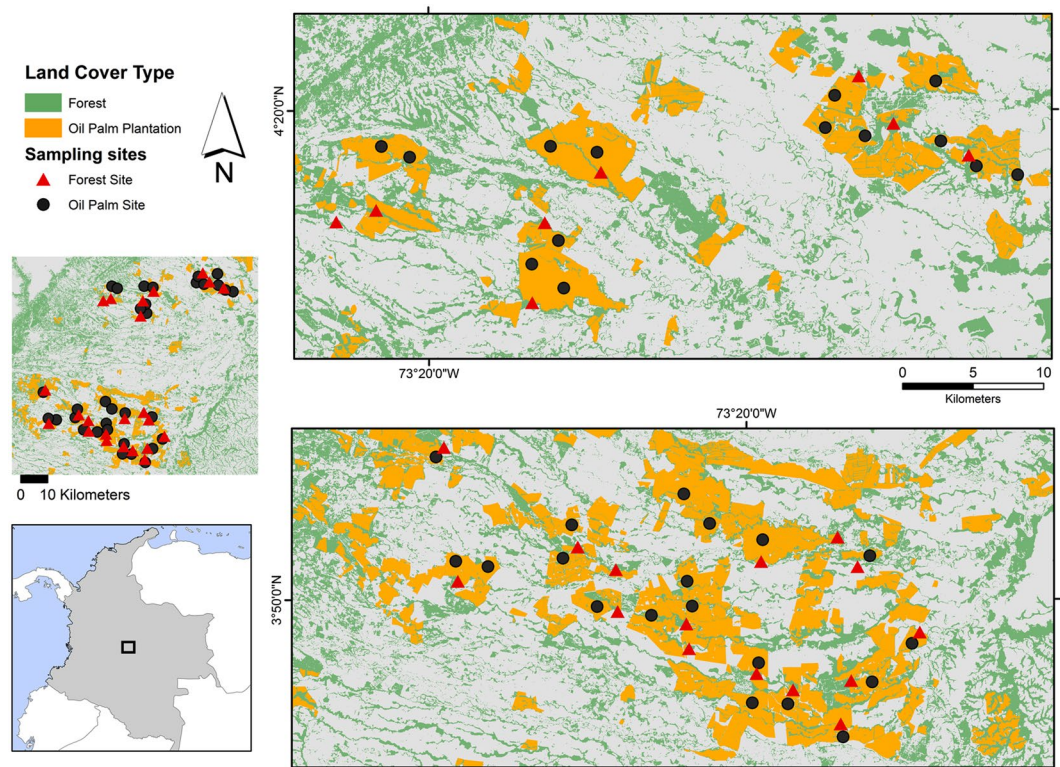 Land Cover Type
Forest
Oil Palm Plantation
Sampling sites
Forest Site
Oil Palm Site
N
0 10 Kilometers
4°20'0"N
73°20'0"W
0 5 10
Kilometers
73°20'0"W
3°50'0"N